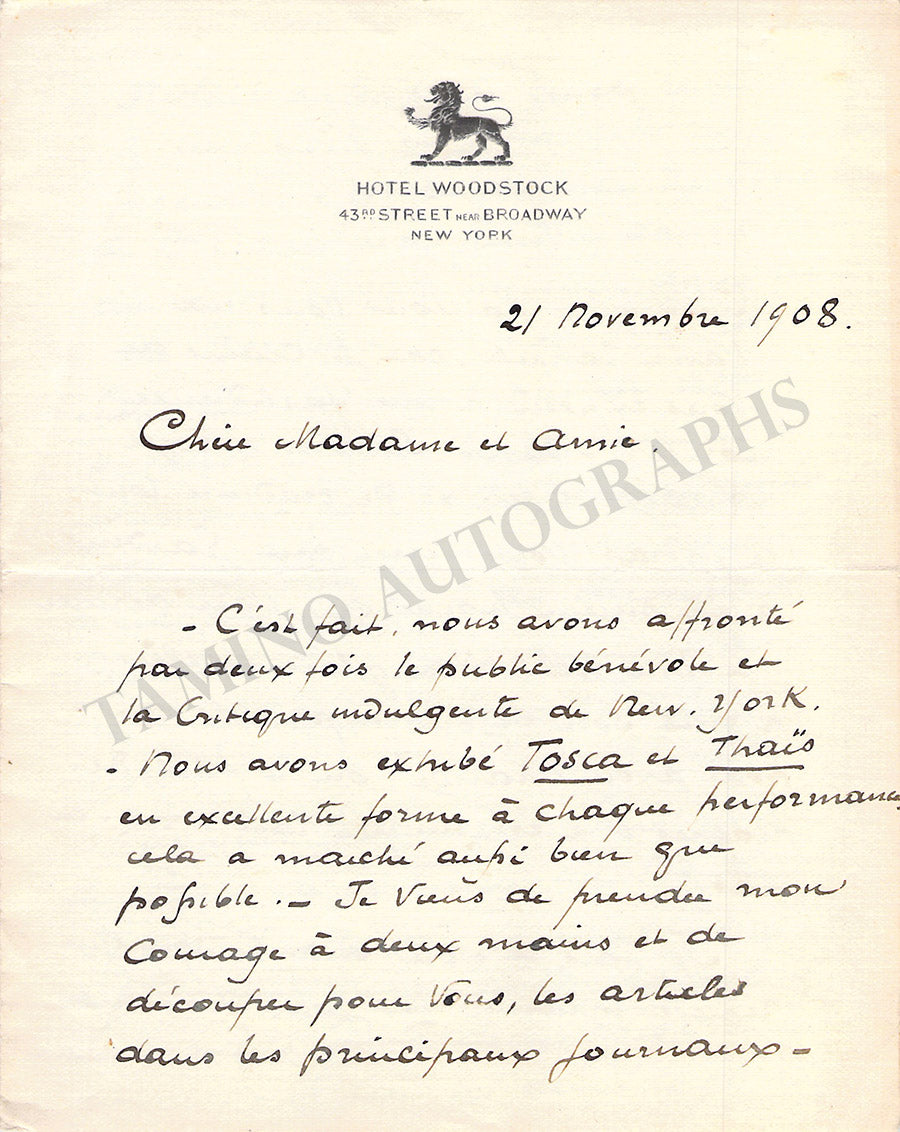 HOTEL WOODSTOCK
43RD STREET NEAR BROADWAY
NEW YORK
21 Novembre 1908.
Chère Madame et Amie,
TAMINO AUTOGRAPHS
- C'est fait, nous avons affronté
par deux fois le public bénévole et
la Critique indulgente de New. York.
- Nous avons exhibé Tosca et Thaïs
en excellente forme à chaque performance
cela a marché aussi bien que
possible. - Je viens de prendre mon
Courage à deux mains et de
découper pour Vous, les articles
dans les principaux journaux -